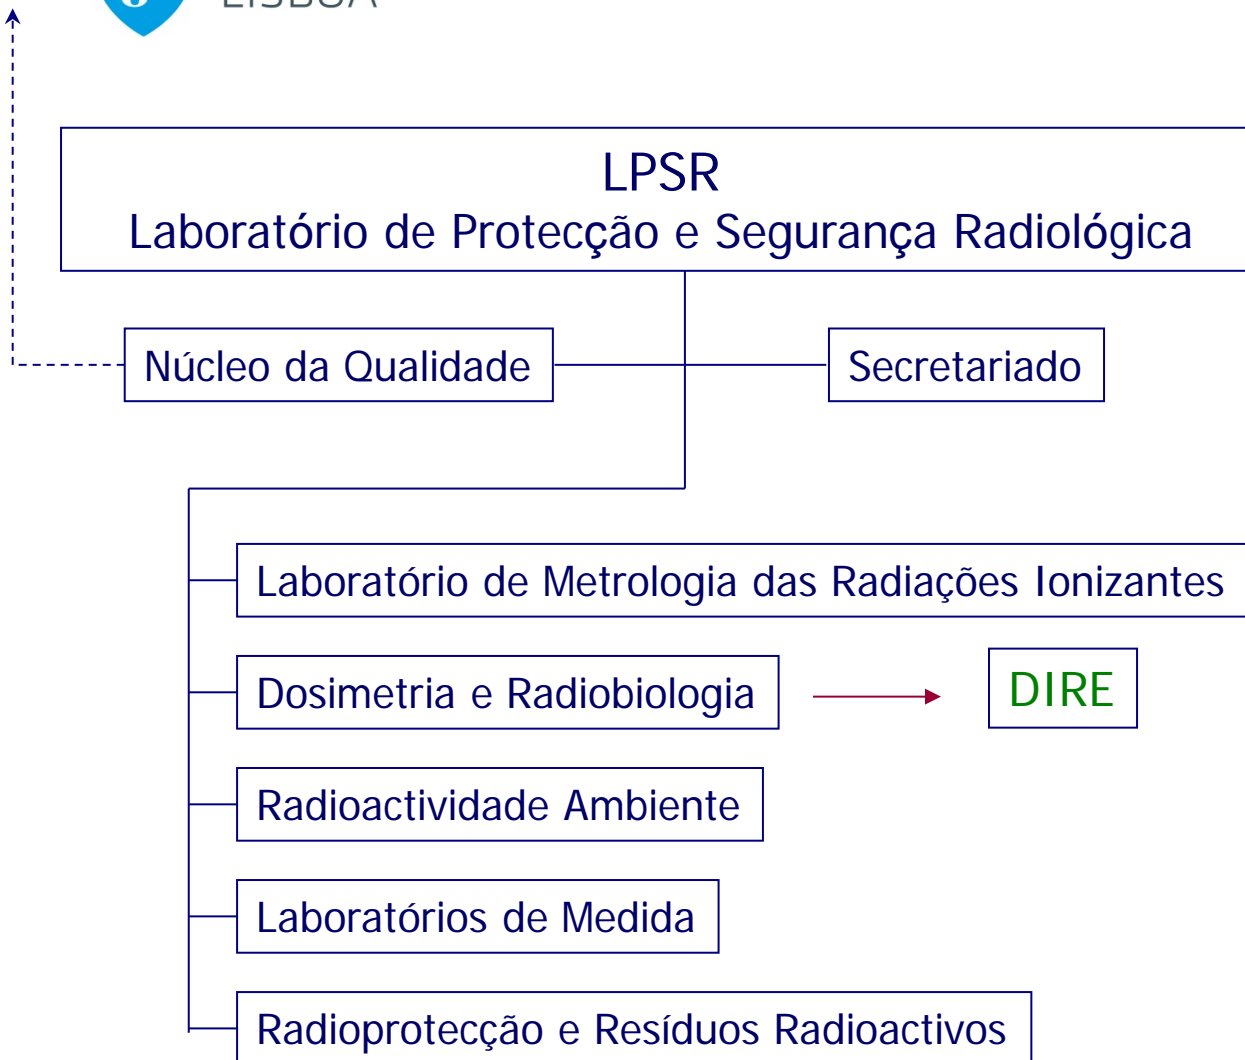 LISBOA
LPSR
Laboratório de Protecção e Segurança Radiológica
Núcleo da Qualidade
Secretariado
Laboratório de Metrologia das Radiações Ionizantes
Dosimetria e Radiobiologia
DIRE
Radioactividade Ambiente
Laboratórios de Medida
Radioprotecção e Resíduos Radioactivos